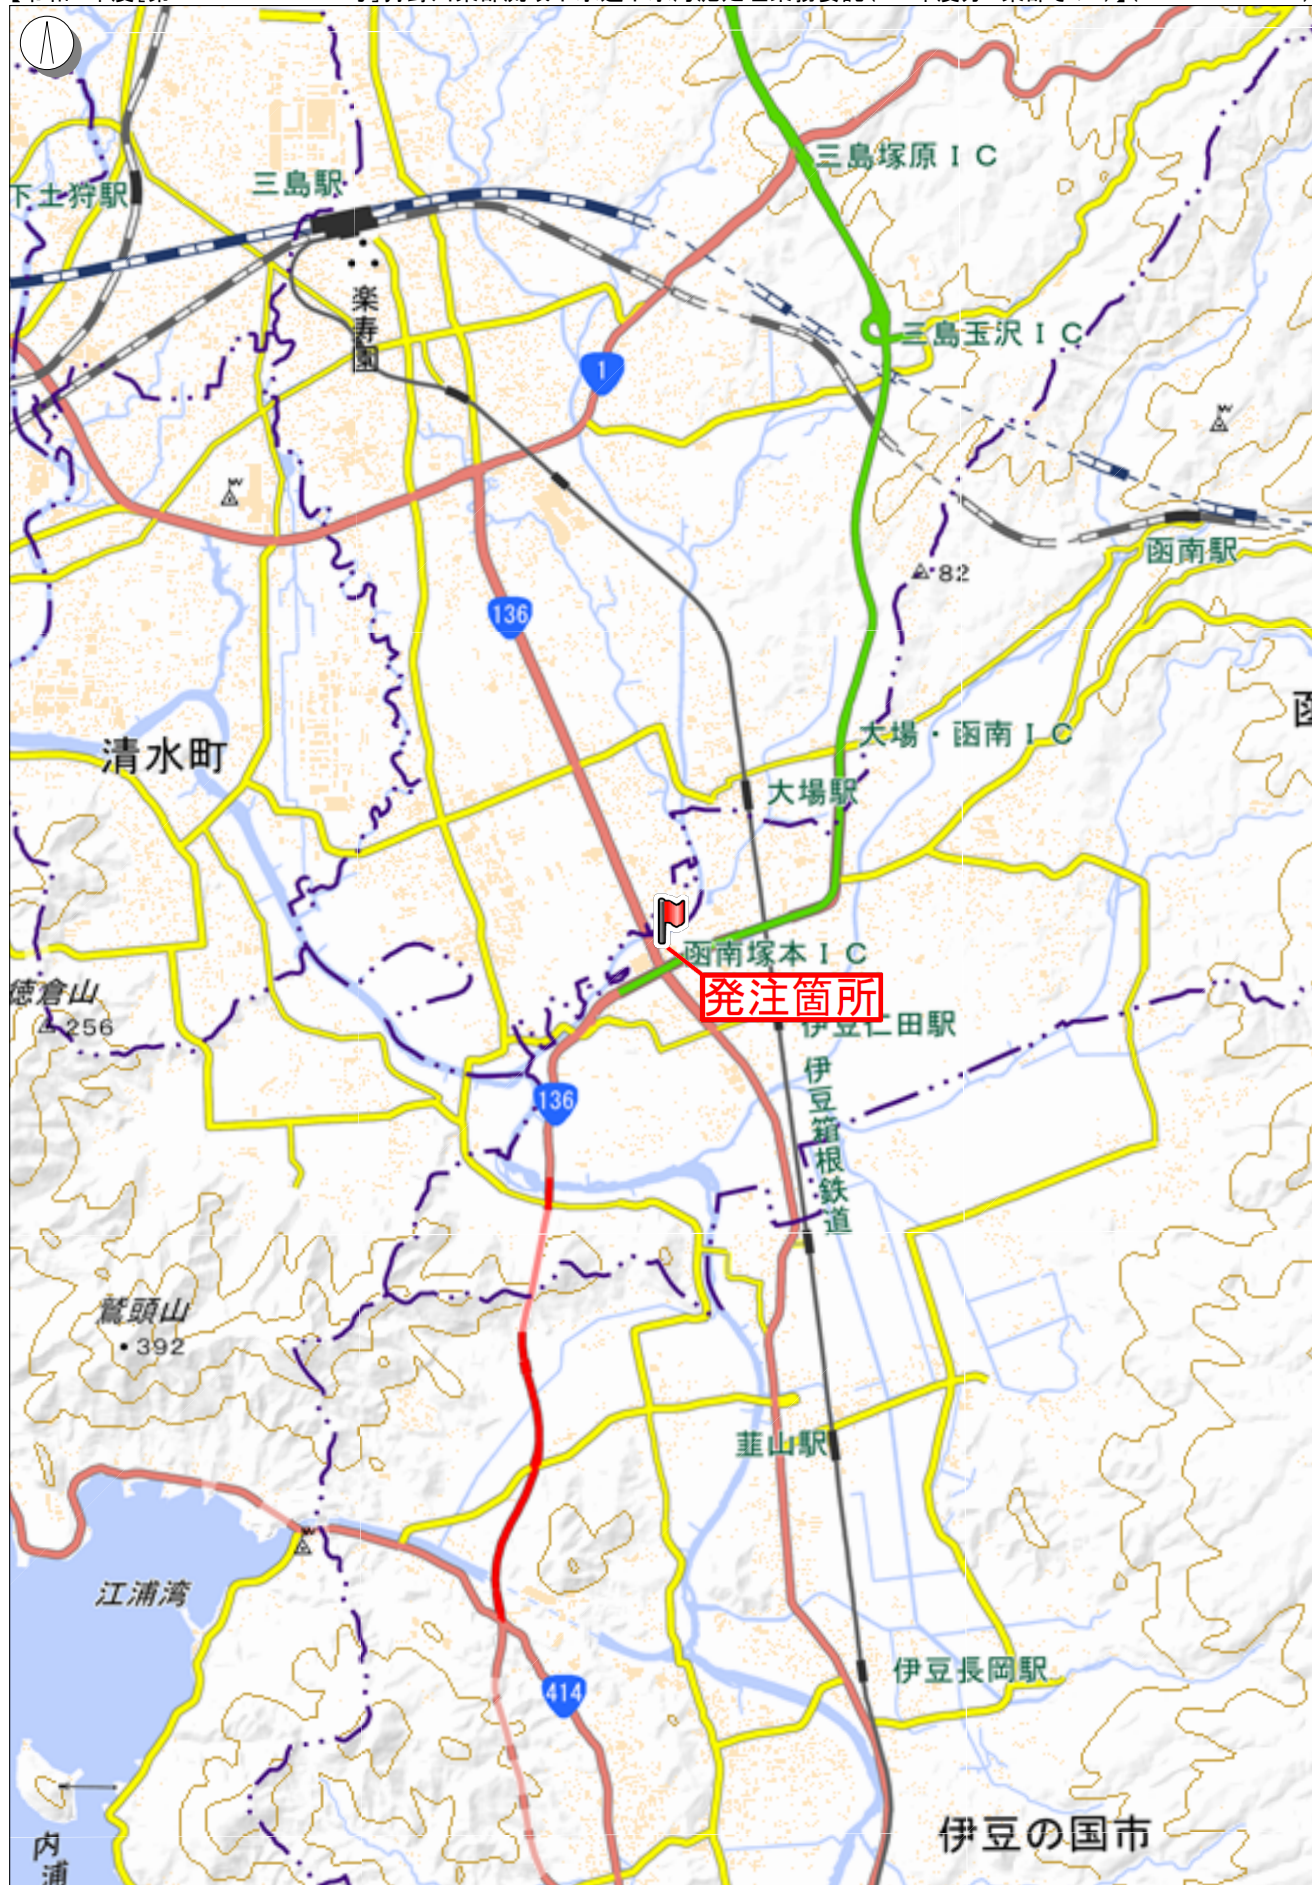 三島塚原IC
下土狩駅
三島駅
楽寿園
三島玉沢IC
1
函南駅
82
136
大場・函南IC
清水町
大場駅
函南塚本IC
発注箇所
徳倉山
256
伊豆仁田駅
伊豆箱根鉄道
136
鷲頭山
392
韮山駅
江浦湾
伊豆長岡駅
414
伊豆の国市
内浦